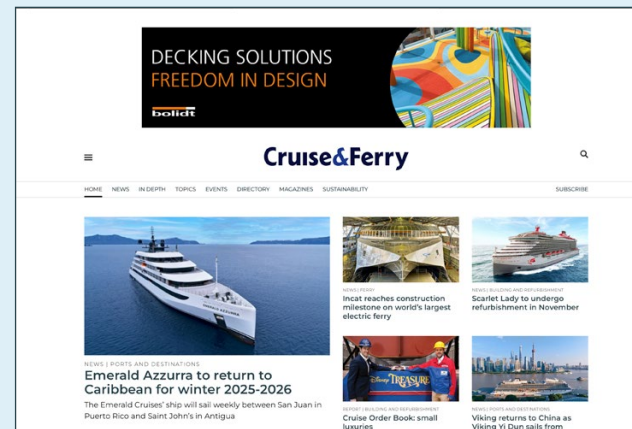 DECKING SOLUTIONS
FREEDOM IN DESIGN
bolidt
Cruise&Ferry
HOME NEWS IN DEPTH TOPICS EVENTS DIRECTORY MAGAZINES SUSTAINABILITY SUBSCRIBE
NEWS | PORTS AND DESTINATIONS
Emerald Azzurra to return to
Caribbean for winter 2025-2026
The Emerald Cruises' ship will sail weekly between San Juan in
Puerto Rico and Saint John's in Antigua
NEWS | FERRY
Incat reaches construction
milestone on world's largest
electric ferry
NEWS | BUILDING AND REFURBISHMENT
Scarlet Lady to undergo
refurbishment in November
Disney TREASURE
REPORT | BUILDING AND REFURBISHMENT
Cruise Order Book: small
luxuries
NEWS | PORTS AND DESTINATIONS
Viking returns to China as
Viking Yi Dun sails from